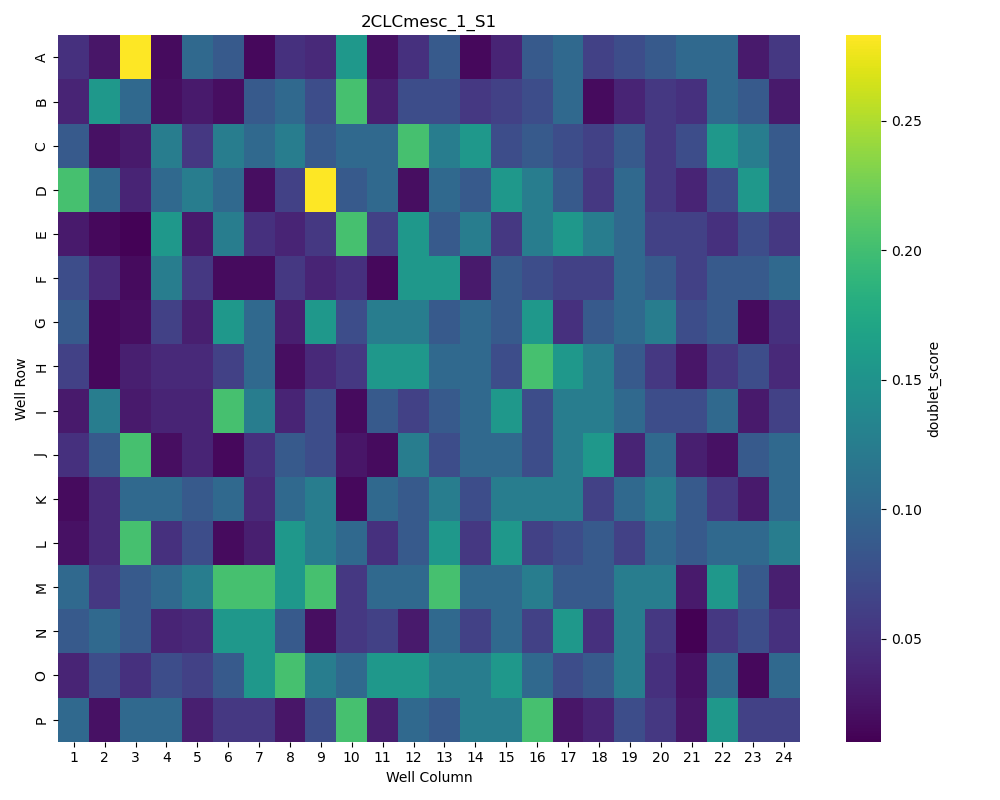 2CLCmesc_1_S1
A
B
C
D
E
F
G
H
I
J
K
L
M
N
O
P
Well Row
1 2 3 4 5 6 7 8 9 10 11 12 13 14 15 16 17 18 19 20 21 22 23 24
Well Column
0.25
0.20
0.15
0.10
0.05
doublet_score